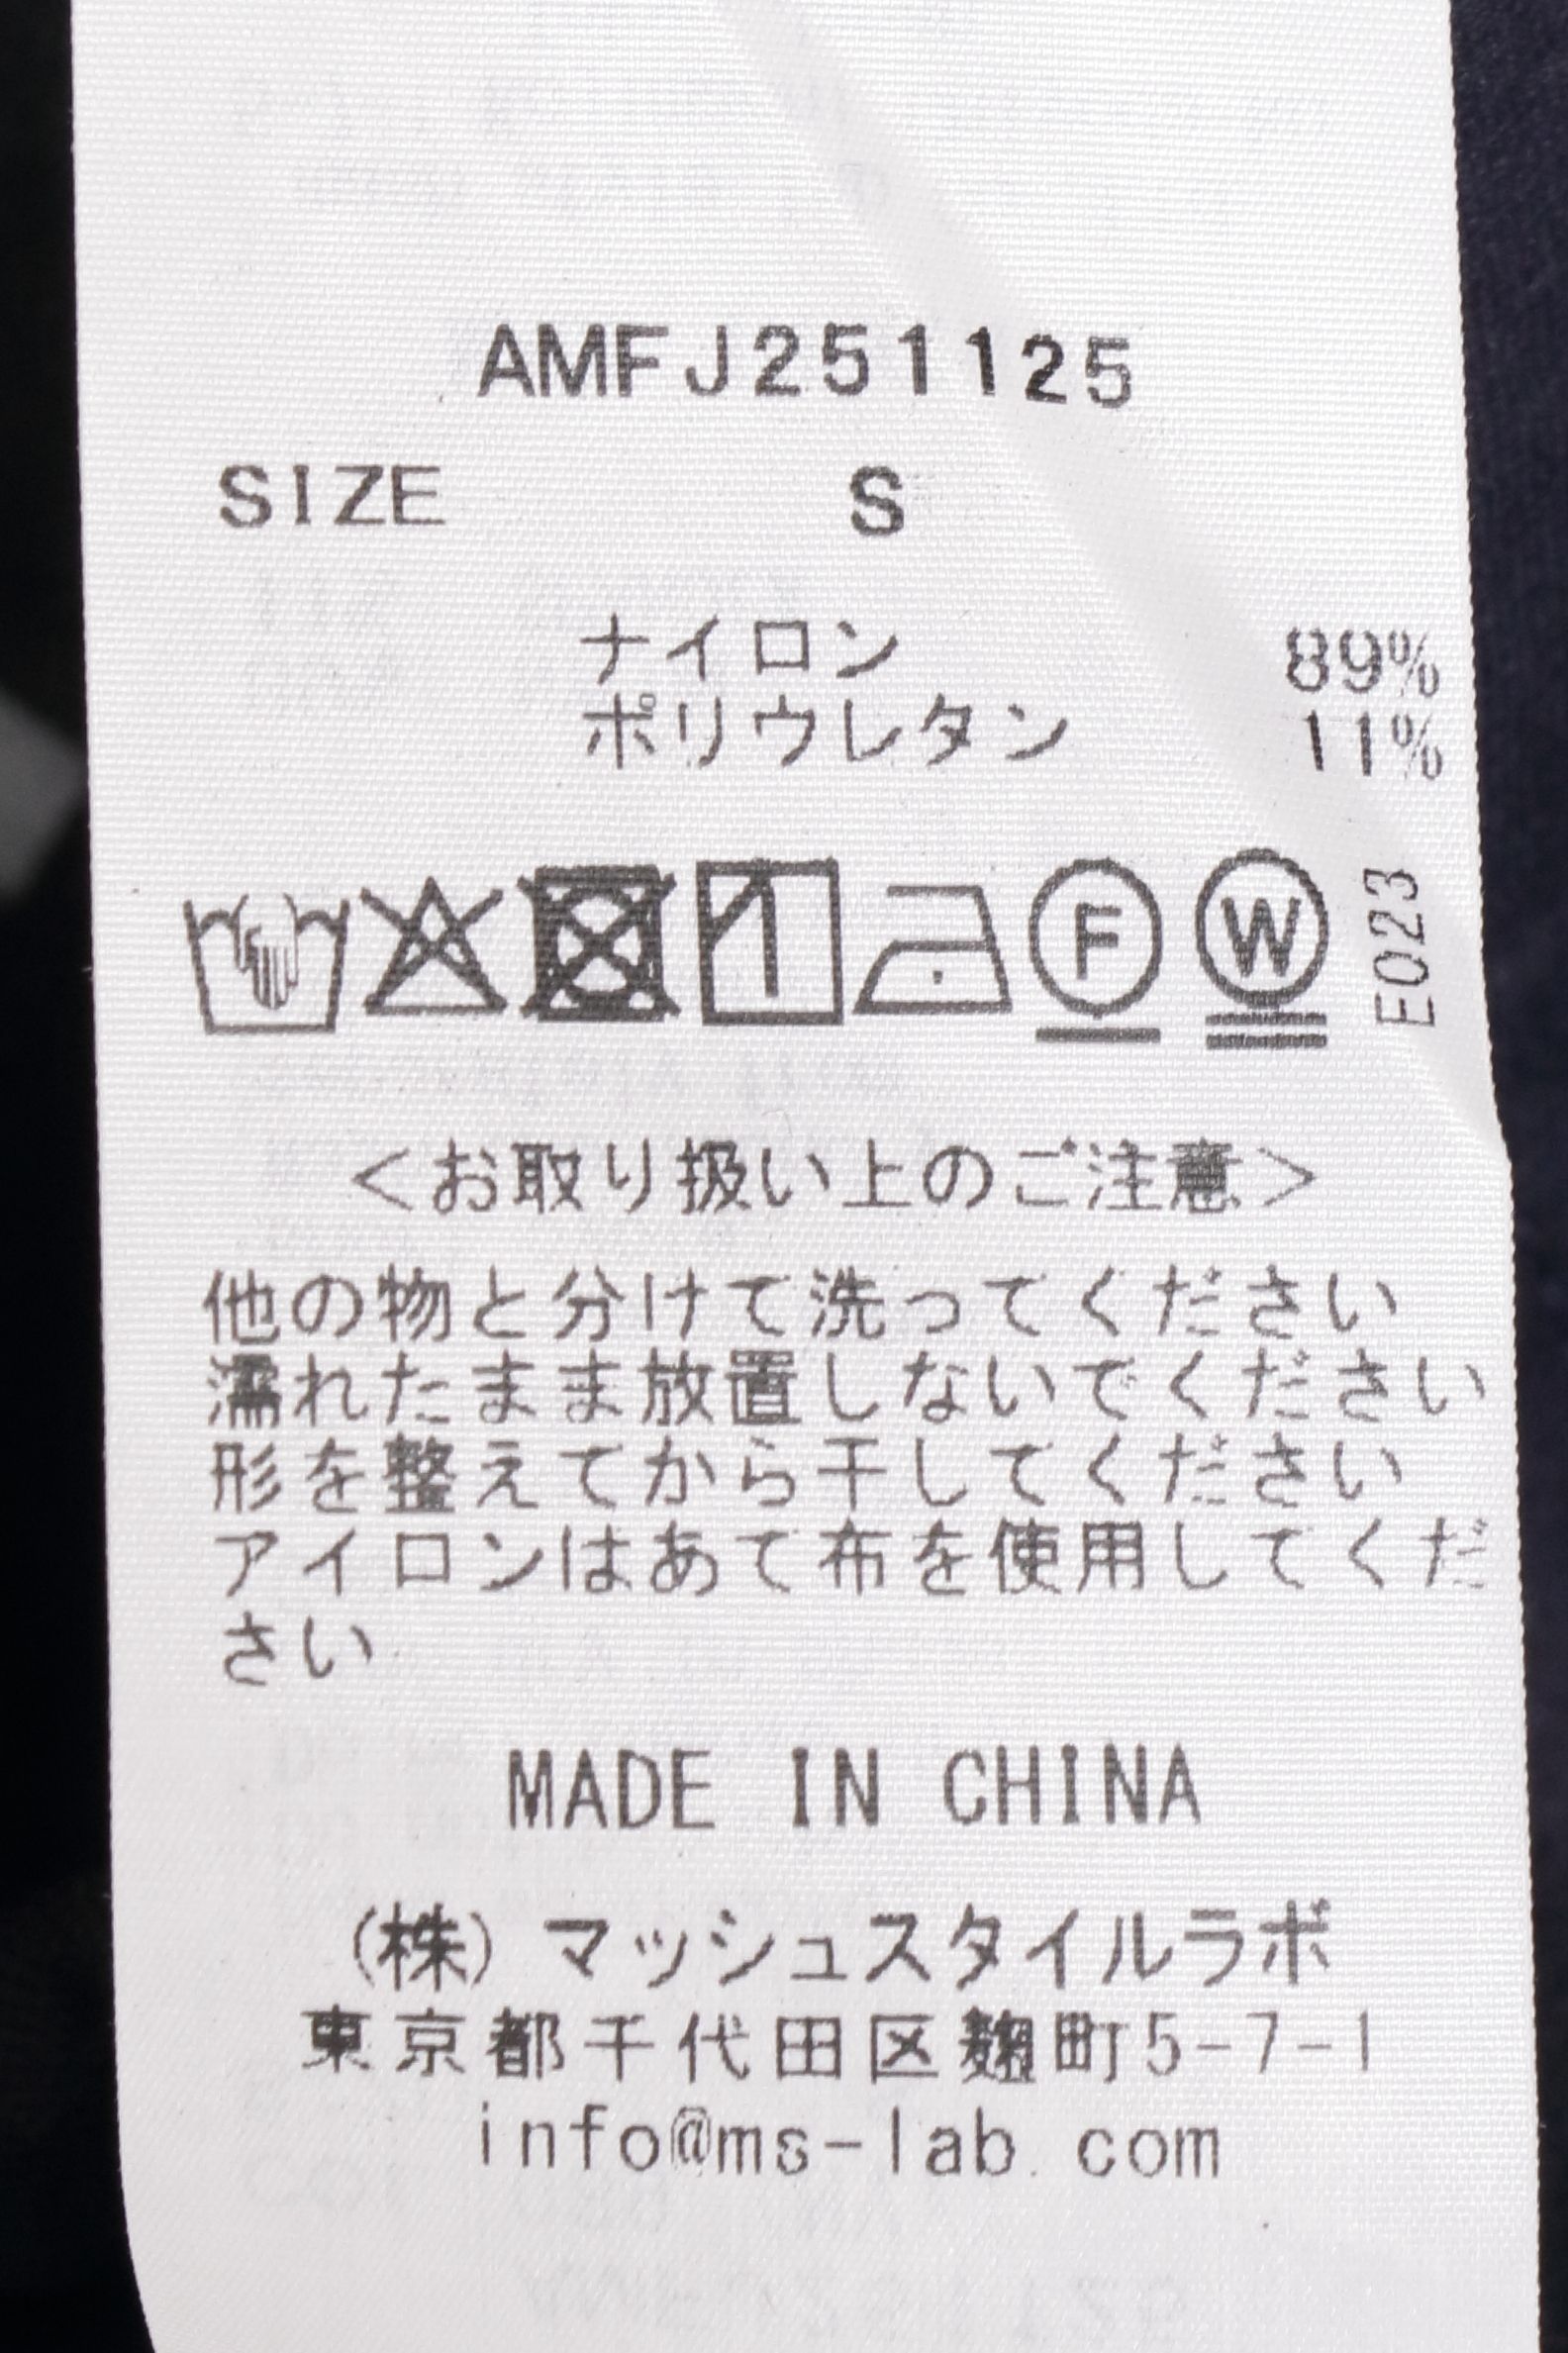 AMFJ251125
SIZE S
ナイロン 89%
ポリウレタン 11%
F W E023
<お取り扱い上のご注意>
他の物と分けて洗ってください
濡れたまま放置しないでください
形を整えてから干してください
アイロンはあて布を使用してくだ
さい
MADE IN CHINA
(株)マッシュスタイルラボ
東京都千代田区麹町5-7-1
info@ms-lab.com